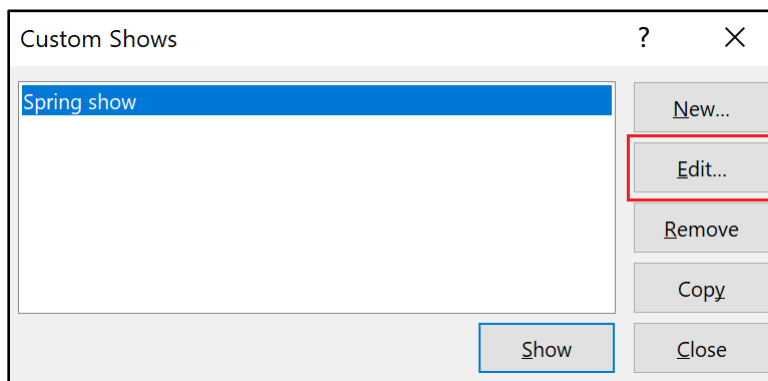 Custom Shows ?
Spring show
New...
Edit...
Remove
Copy
Show
Close